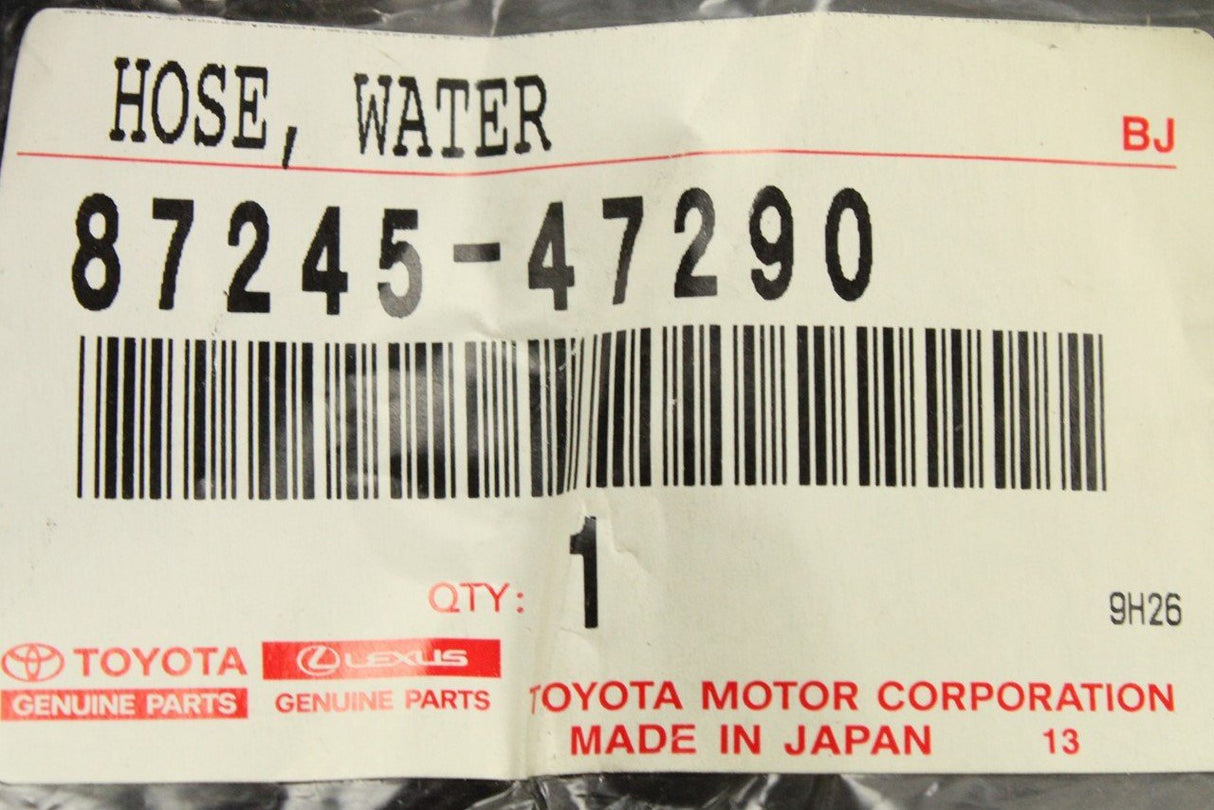 HOSE, WATER
BJ
87245-47290
QTY: 1
9H26
TOYOTA LEXUS
GENUINE PARTS GENUINE PARTS
TOYOTA MOTOR CORPORATION
MADE IN JAPAN 13